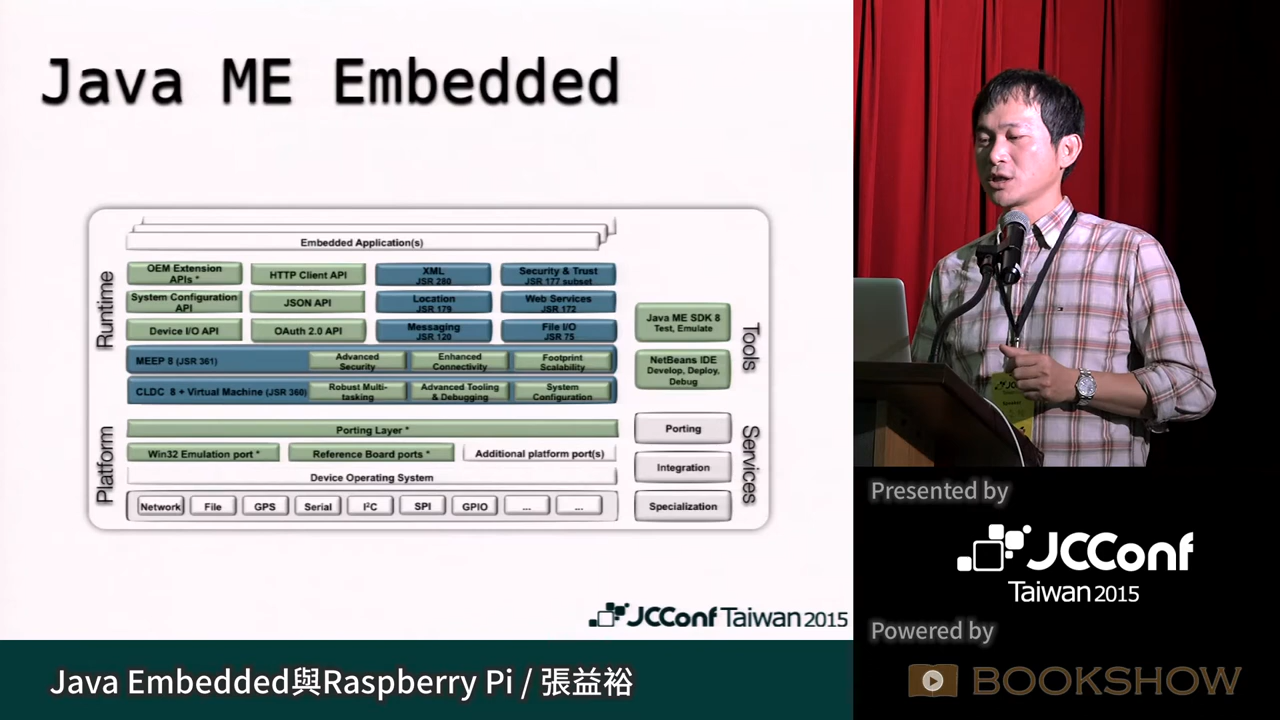 Java ME Embedded
Runtime
Embedded Application(s)
OEM Extension
APIs *
HTTP Client API
XML
JSR 280
Security & Trust
JSR 177 subset
System Configuration
API
JSON API
Location
JSR 179
Web Services
JSR 172
Device I/O API
OAuth 2.0 API
Messaging
JSR 120
File I/O
JSR 75
MEEP 8 (JSR 361)
Advanced
Security
Enhanced
Connectivity
Footprint
Scalability
CLDC 8 + Virtual Machine (JSR 360)
Robust Multi-
tasking
Advanced Tooling
& Debugging
System
Configuration
Tools
Java ME SDK 8
Test, Emulate
NetBeans IDE
Develop, Deploy,
Debug
Platform
Porting Layer *
Win32 Emulation port *
Reference Board ports *
Additional platform port(s)
Device Operating System
Network
File
GPS
Serial
I²C
SPI
GPIO
...
...
Services
Porting
Integration
Specialization
JCConf Taiwan 2015
Java Embedded與Raspberry Pi / 張益裕
Presented by
JCConf
Taiwan 2015
Powered by
BOOKSHOW